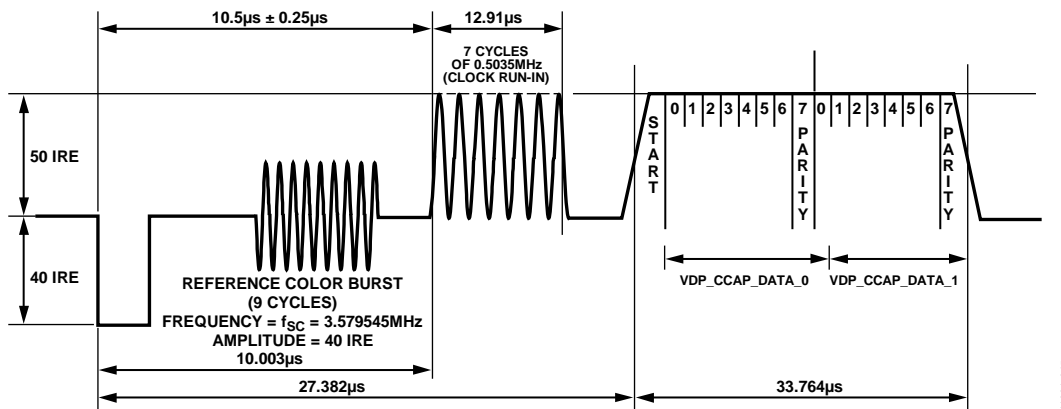 10.5µs ± 0.25µs
12.91µs
7 CYCLES
OF 0.5035MHz
(CLOCK RUN-IN)
50 IRE
40 IRE
START
0 1 2 3 4 5 6 7 0 1 2 3 4 5 6 7
PARITY
PARITY
VDP_CCAP_DATA_0
VDP_CCAP_DATA_1
REFERENCE COLOR BURST
(9 CYCLES)
FREQUENCY = fSC = 3.579545MHz
AMPLITUDE = 40 IRE
10.003µs
27.382µs
33.764µs